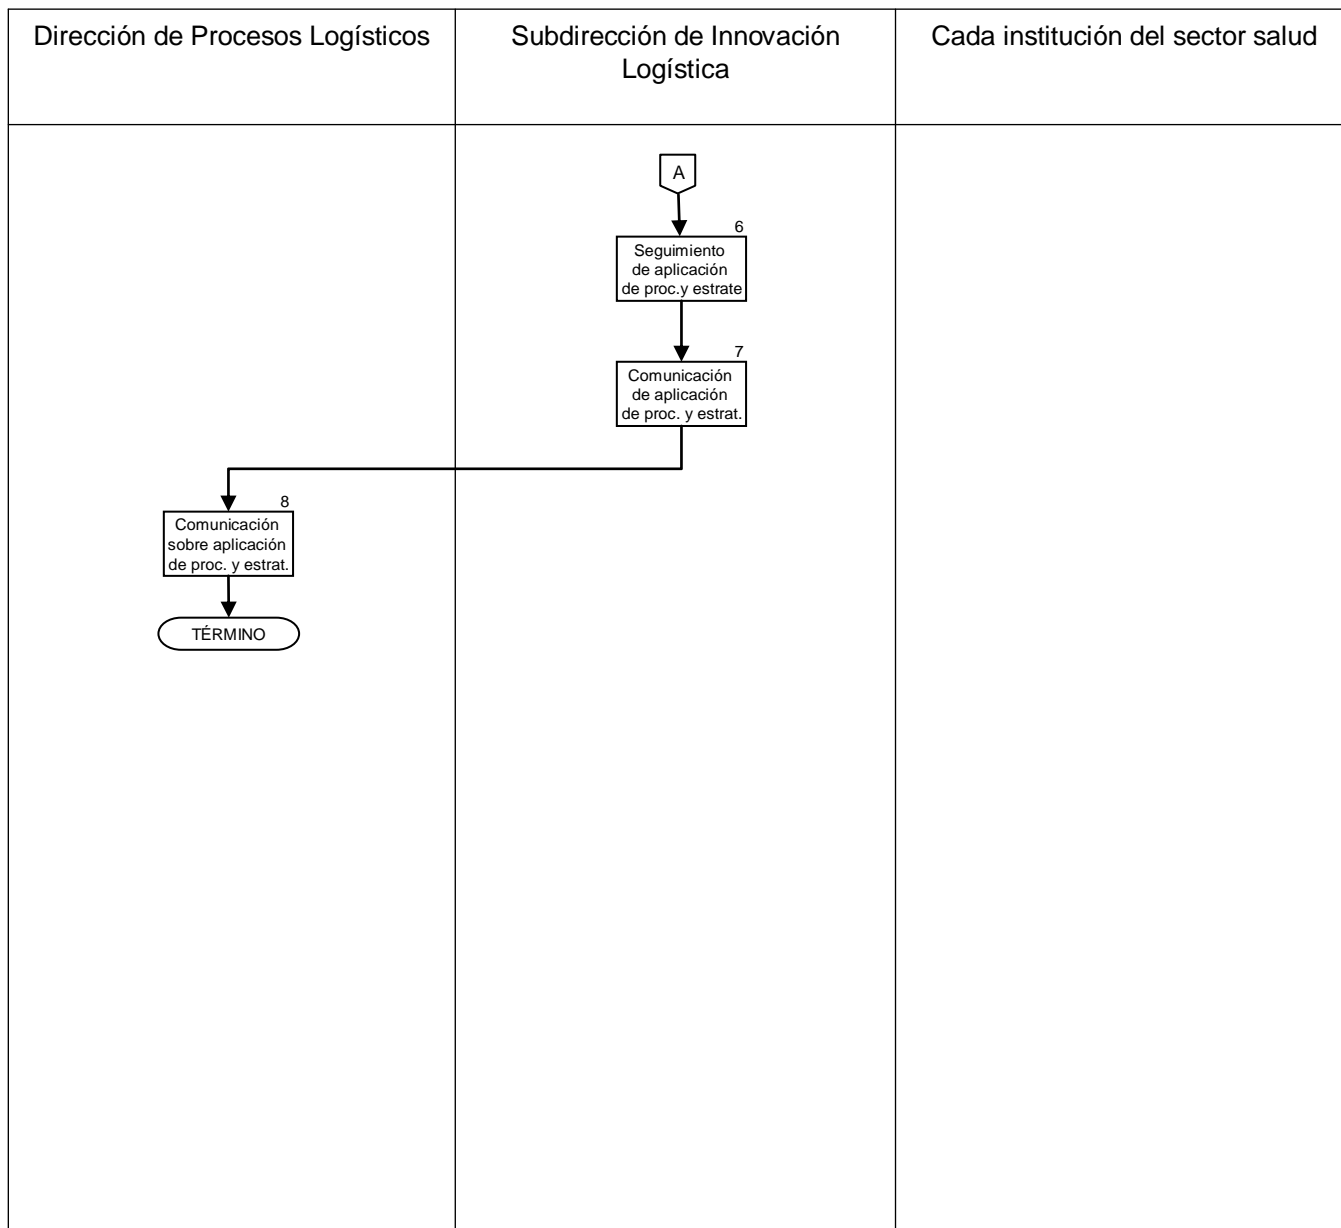 Dirección de Procesos Logísticos
Subdirección de Innovación
Logística
Cada institución del sector salud
A
6
Seguimiento
de aplicación
de proc.y estrate
7
Comunicación
de aplicación
de proc. y estrat.
8
Comunicación
sobre aplicación
de proc. y estrat.
TÉRMINO